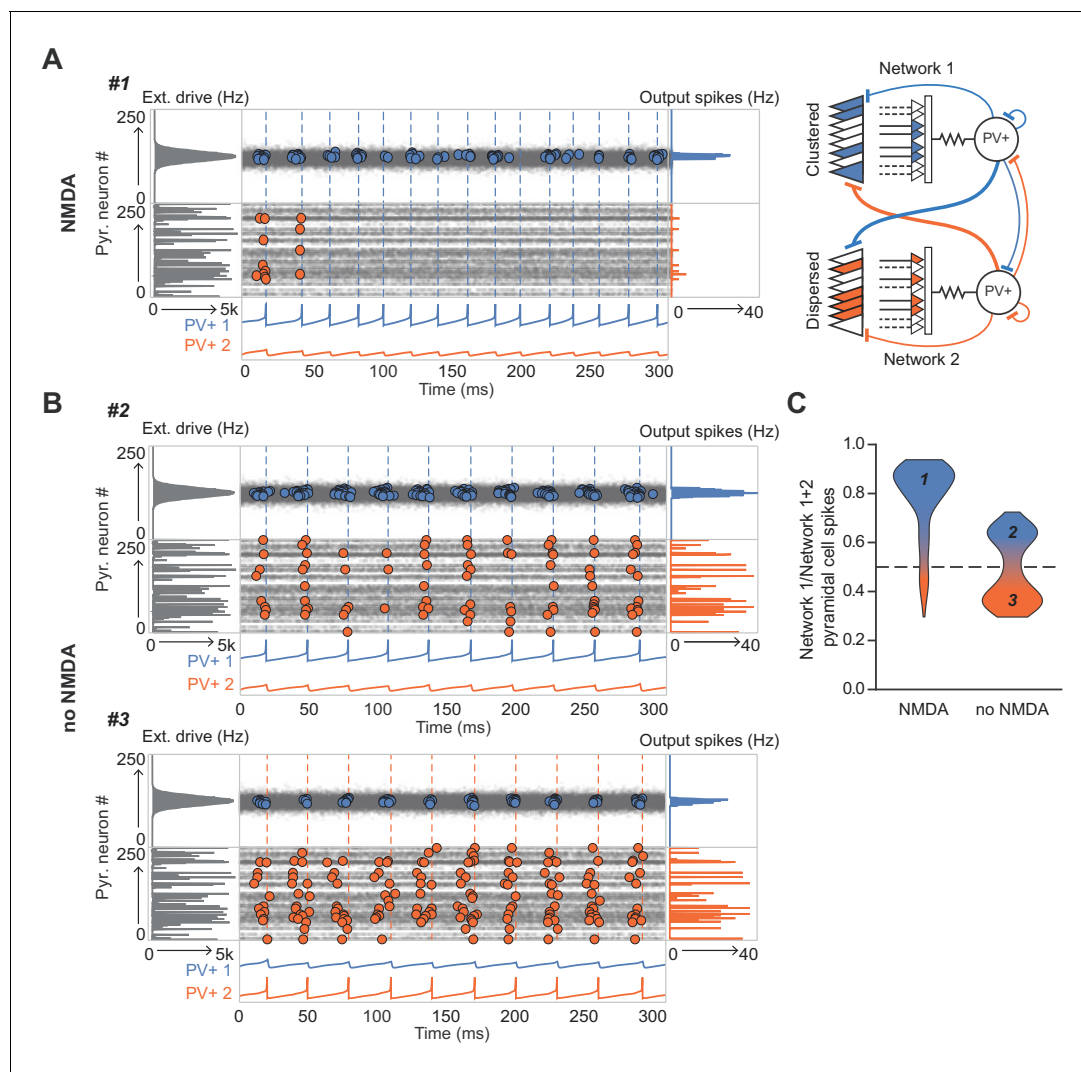 A
#1
Ext. drive (Hz)
Output spikes (Hz)
Network 1
250
Pyr. neuron #
0
250
0
NMDA
Clustered
PV+
Dispersed
PV+
Network 2
0 5k
0 40
PV+ 1
PV+ 2
0 50 100 150 200 250 300
Time (ms)
B
#2
Ext. drive (Hz)
Output spikes (Hz)
250
Pyr. neuron #
0
250
0
0 5k
0 40
PV+ 1
PV+ 2
0 50 100 150 200 250 300
Time (ms)
no NMDA
#3
Ext. drive (Hz)
Output spikes (Hz)
250
Pyr. neuron #
0
250
0
0 5k
0 40
PV+ 1
PV+ 2
0 50 100 150 200 250 300
Time (ms)
C
Network 1/Network 1+2
pyramidal cell spikes
1.0
0.8
0.6
0.4
0.2
0.0
1
2
3
NMDA no NMDA